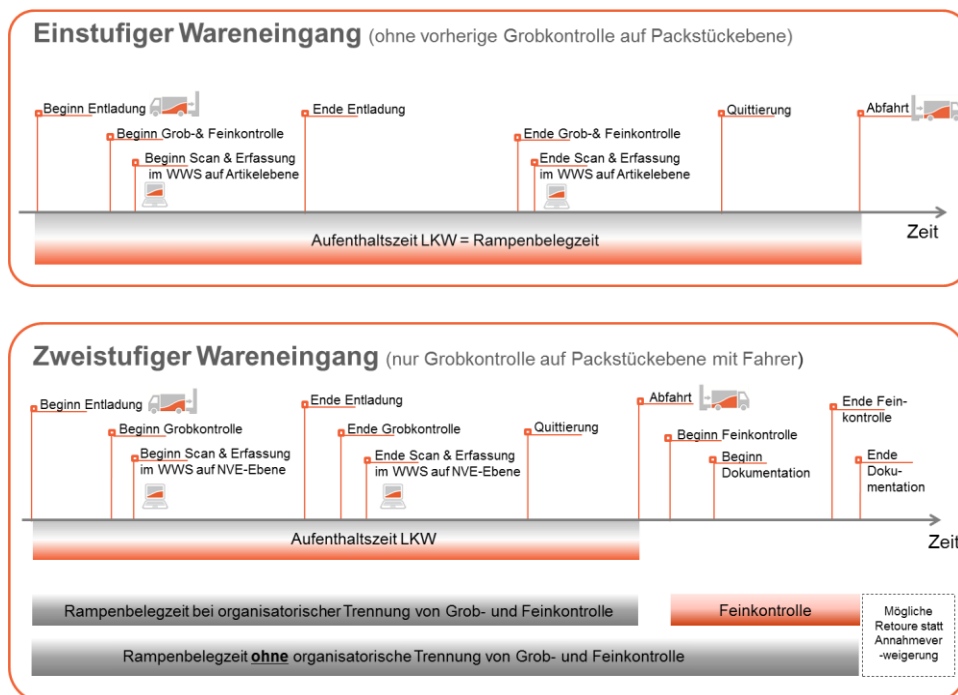 Einstufiger Wareneingang (ohne vorherige Grobkontrolle auf Packstückebene)
Beginn Entladung
Ende Entladung
Quittierung
Abfahrt
Beginn Grob-& Feinkontrolle
Ende Grob-& Feinkontrolle
Beginn Scan & Erfassung
im WWS auf Artikelebene
Ende Scan & Erfassung
im WWS auf Artikelebene
Zeit
Aufenthaltszeit LKW = Rampenbelegzeit
Zweistufiger Wareneingang (nur Grobkontrolle auf Packstückebene mit Fahrer)
Beginn Entladung
Ende Entladung
Abfahrt
Ende Fein-
kontrolle
Beginn Grobkontrolle
Ende Grobkontrolle
Quittierung
Beginn Feinkontrolle
Beginn Scan & Erfassung
im WWS auf NVE-Ebene
Ende Scan & Erfassung
im WWS auf NVE-Ebene
Beginn
Dokumentation
Ende
Doku-
mentation
Zeit
Aufenthaltszeit LKW
Rampenbelegzeit bei organisatorischer Trennung von Grob- und Feinkontrolle
Feinkontrolle
Mögliche
Retoure statt
Annahmever
-weigerung
Rampenbelegzeit ohne organisatorische Trennung von Grob- und Feinkontrolle